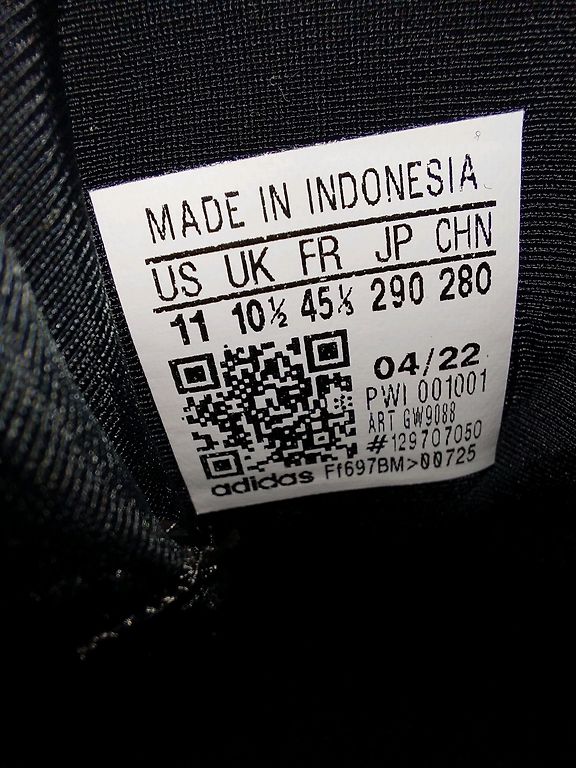 MADE IN INDONESIA
US UK FR JP CHN
11 10½ 45⅓ 290 280
04/22
PWI 001001
ART GW9088
#129707050
adidas Ff697BM>00725